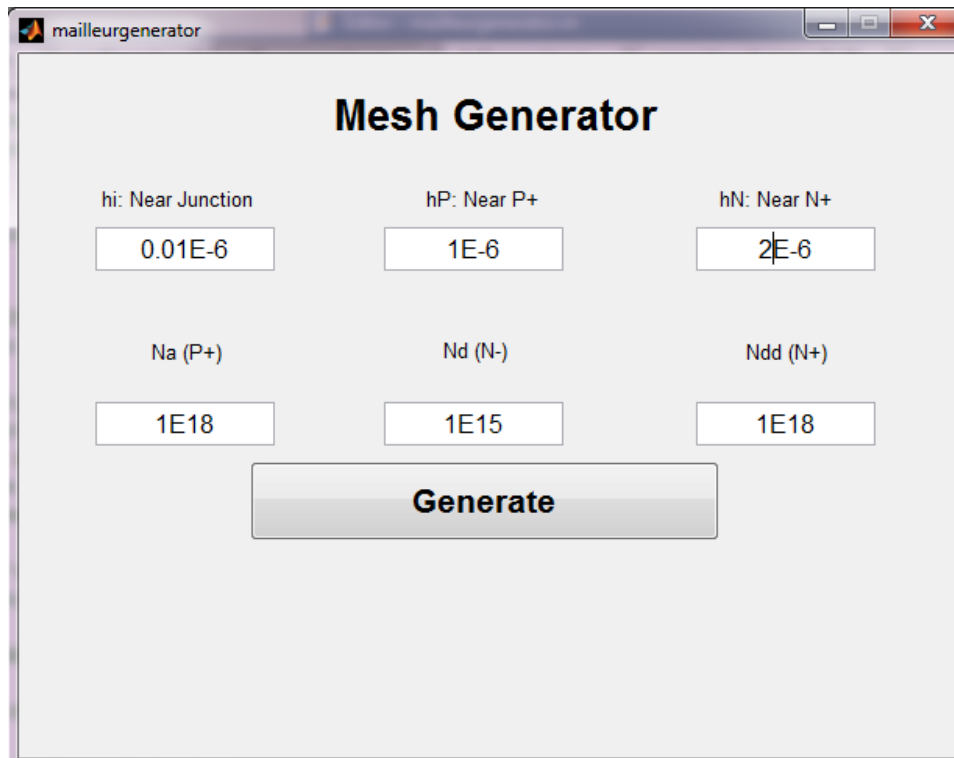 mailleurgenerator
Mesh Generator
hi: Near Junction hP: Near P+ hN: Near N+
0.01E-6 1E-6 2E-6
Na (P+) Nd (N-) Ndd (N+)
1E18 1E15 1E18
Generate